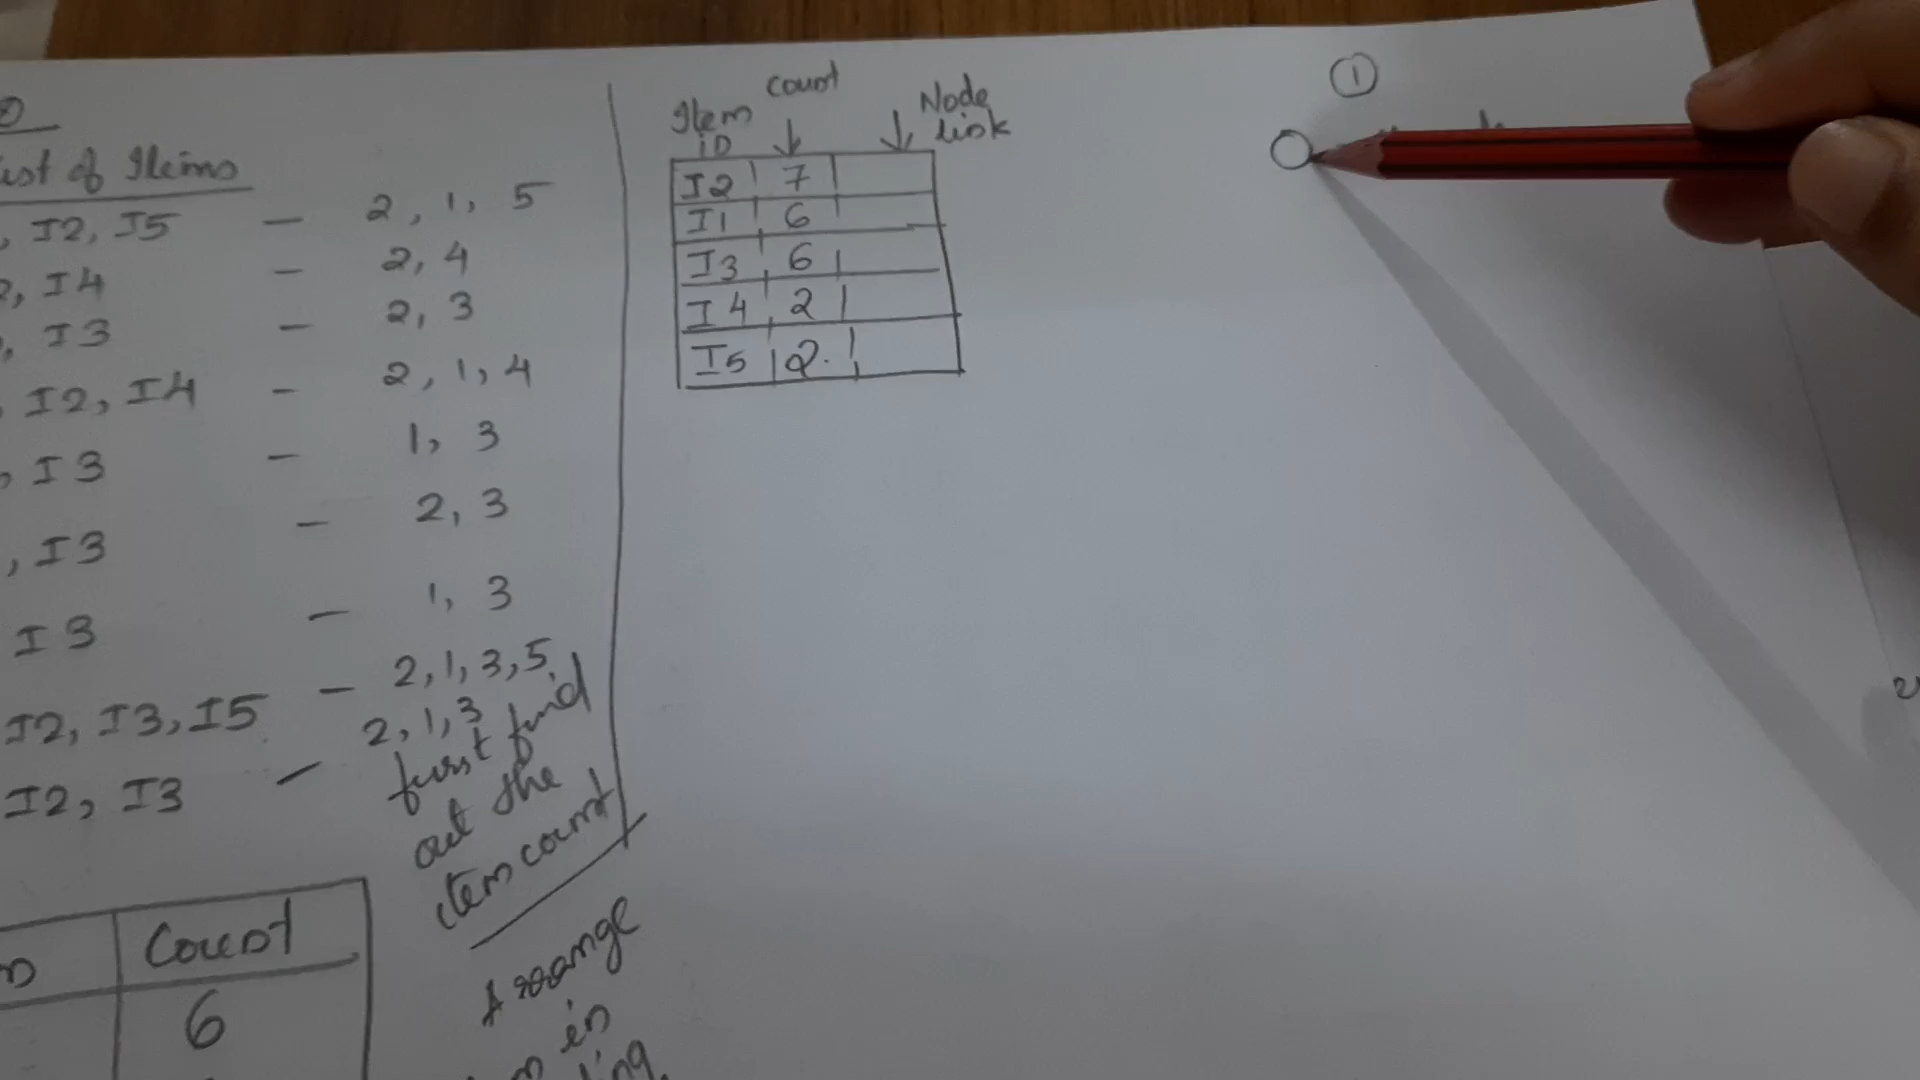 List of Items
, I2, I5 - 2, 1, 5
2, I4 - 2, 4
, I3 - 2, 3
, I2, I4 - 2, 1, 4
, I3 - 1, 3
, I3 - 2, 3
I3 - 1, 3
I2, I3, I5 - 2, 1, 3, 5
I2, I3 - 2, 1, 3
first find
out the
item count
Arrange
in
Count
6
Item ID
Count
Node link
I2 7
I1 6
I3 6
I4 2
I5 2
1